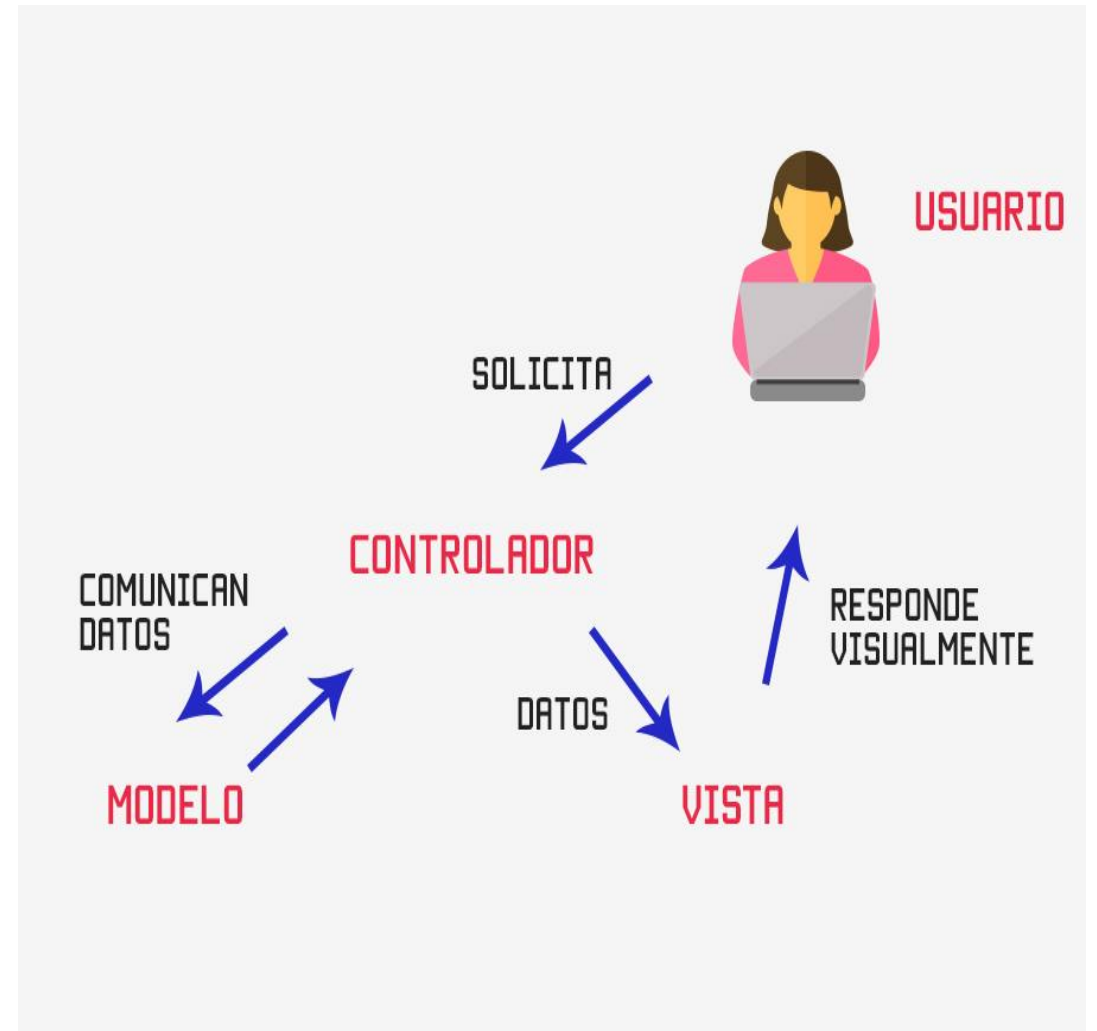 USUARIO
SOLICITA
CONTROLADOR
COMUNICAN
DATOS
RESPONDE
VISUALMENTE
DATOS
MODELO
VISTA